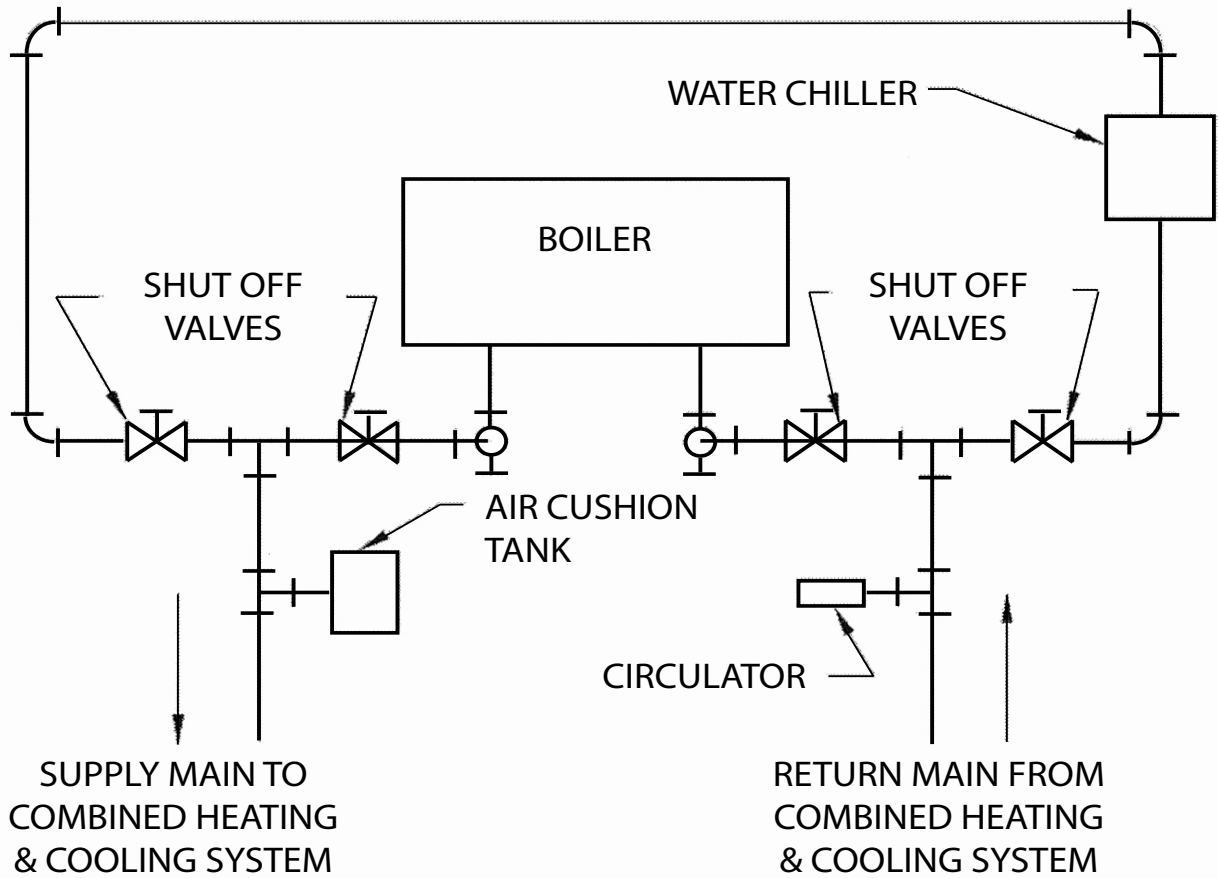 WATER CHILLER
BOILER
SHUT OFF
VALVES
SHUT OFF
VALVES
AIR CUSHION
TANK
CIRCULATOR
SUPPLY MAIN TO
COMBINED HEATING
& COOLING SYSTEM
RETURN MAIN FROM
COMBINED HEATING
& COOLING SYSTEM